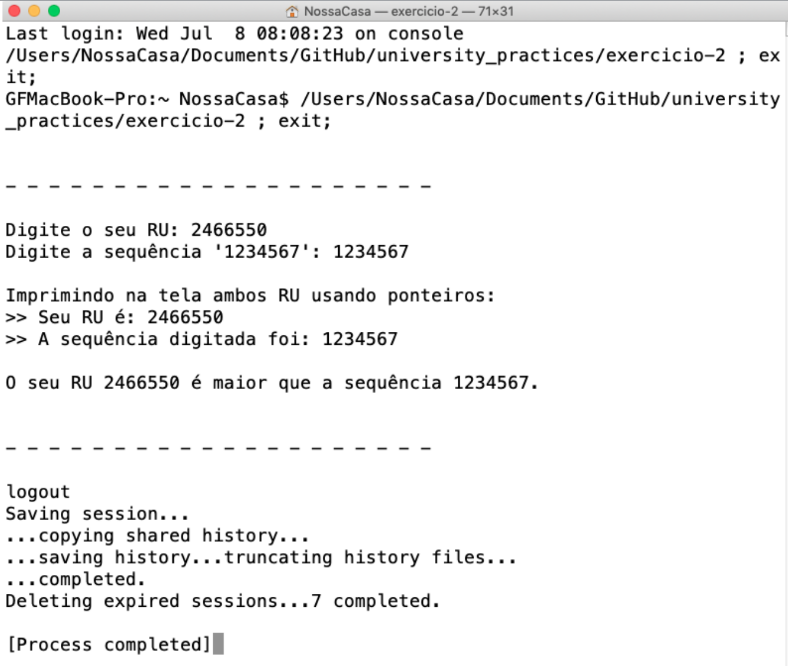 NossaCasa — exercicio-2 — 71×31
Last login: Wed Jul  8 08:08:23 on console
/Users/NossaCasa/Documents/GitHub/university_practices/exercicio-2 ; ex
it;
GFMacBook-Pro:~ NossaCasa$ /Users/NossaCasa/Documents/GitHub/university
_practices/exercicio-2 ; exit;
- - - - - - - - - - - - - - - - - - - -
Digite o seu RU: 2466550
Digite a sequência '1234567': 1234567
Imprimindo na tela ambos RU usando ponteiros:
>> Seu RU é: 2466550
>> A sequência digitada foi: 1234567
O seu RU 2466550 é maior que a sequência 1234567.
- - - - - - - - - - - - - - - - - - - -
logout
Saving session...
...copying shared history...
...saving history...truncating history files...
...completed.
Deleting expired sessions...7 completed.
[Process completed]